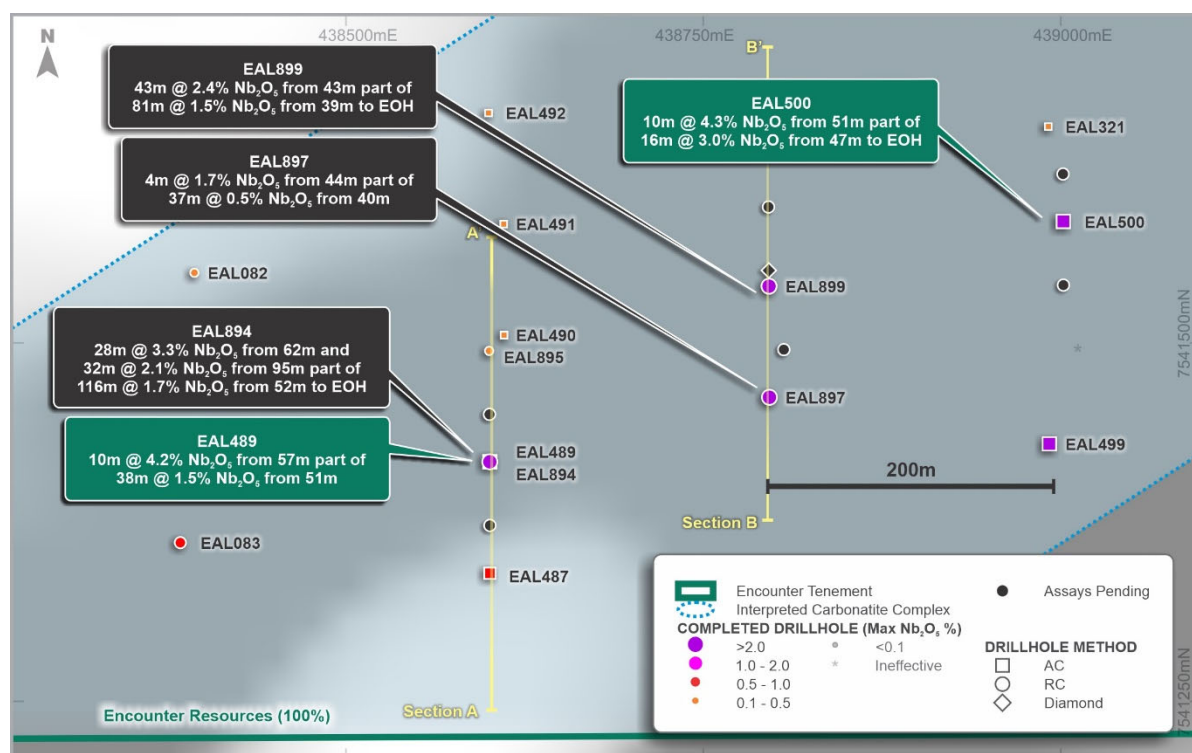 N
438500mE
438750mE
439000mE
EAL899
43m @ 2.4% Nb₂O₅ from 43m part of
81m @ 1.5% Nb₂O₅ from 39m to EOH
B'
EAL500
10m @ 4.3% Nb₂O₅ from 51m part of
16m @ 3.0% Nb₂O₅ from 47m to EOH
EAL492
EAL321
EAL897
4m @ 1.7% Nb₂O₅ from 44m part of
37m @ 0.5% Nb₂O₅ from 40m
EAL491
A'
EAL500
EAL082
EAL899
EAL894
28m @ 3.3% Nb₂O₅ from 62m and
32m @ 2.1% Nb₂O₅ from 95m part of
116m @ 1.7% Nb₂O₅ from 52m to EOH
EAL490
EAL895
7541500mN
EAL897
EAL489
10m @ 4.2% Nb₂O₅ from 57m part of
38m @ 1.5% Nb₂O₅ from 51m
EAL489
EAL894
EAL499
200m
Section B
EAL083
EAL487
Encounter Tenement
Interpreted Carbonatite Complex
COMPLETED DRILLHOLE (Max Nb₂O₅ %)
>2.0
1.0 - 2.0
0.5 - 1.0
0.1 - 0.5
<0.1
Ineffective
Assays Pending
DRILLHOLE METHOD
AC
RC
Diamond
7541250mN
Section A
Encounter Resources (100%)